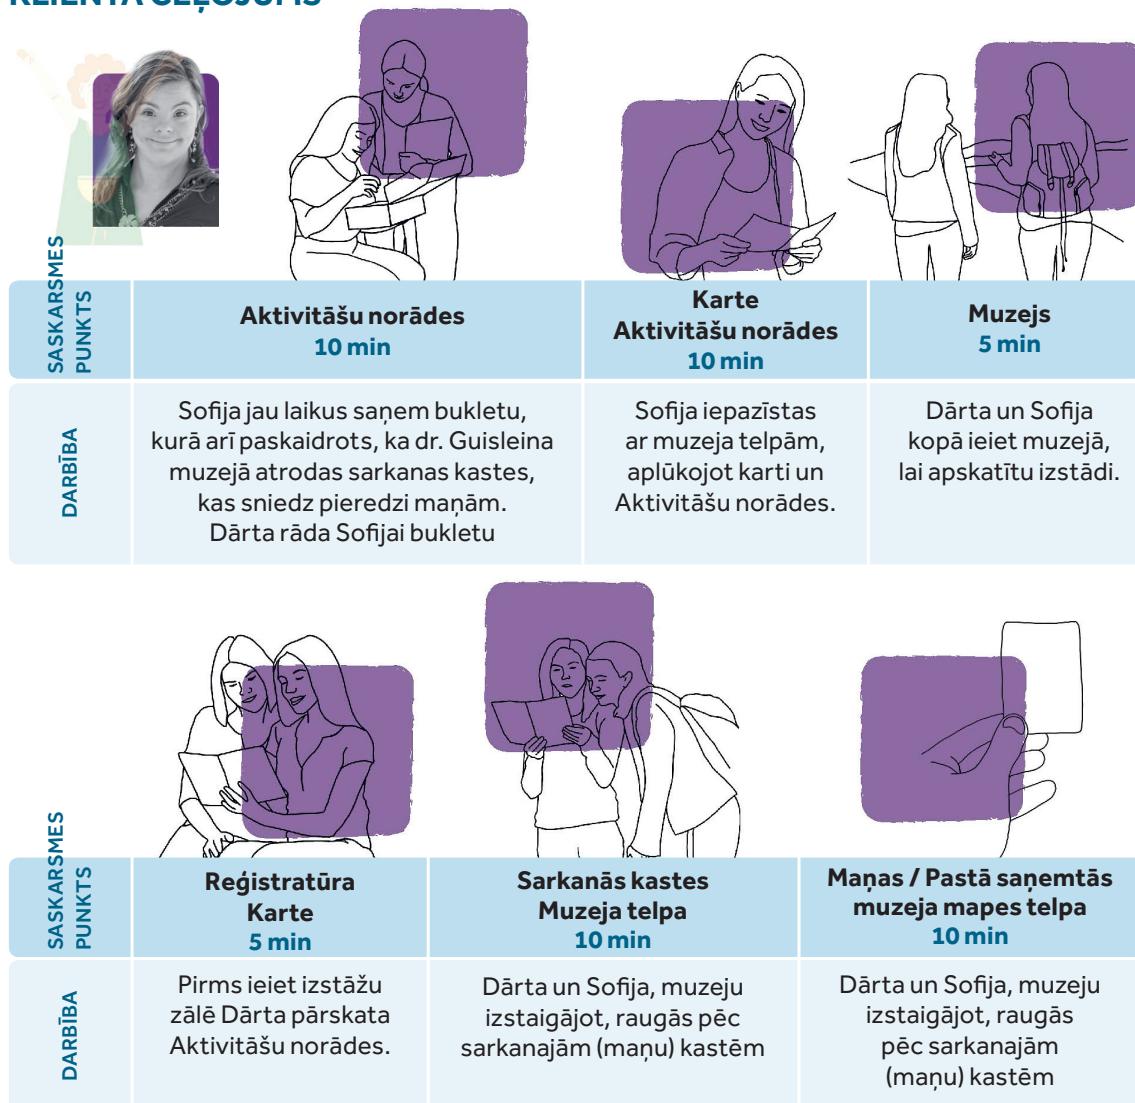 KLIENTA CEĻOJUMS
SASKARSMES
PUNKTS
Aktivitāšu norādes
10 min
Karte
Aktivitāšu norādes
10 min
Muzejs
5 min
DARBĪBA
Sofija jau laikus saņem bukletu,
kurā arī paskaidrots, ka dr. Guisleina
muzejā atrodas sarkanas kastes,
kas sniedz pieredzi maņām.
Dārta rāda Sofijai bukletu
Sofija iepazīstas
ar muzeja telpām,
aplūkojot karti un
Aktivitāšu norādes.
Dārta un Sofija
kopā ieiet muzejā,
lai apskatītu izstādi.
SASKARSMES
PUNKTS
Reģistratūra
Karte
5 min
Sarkanās kastes
Muzeja telpa
10 min
Maņas / Pastā saņemtās
muzeja mapes telpa
10 min
DARBĪBA
Pirms ieiet izstāžu
zālē Dārta pārskata
Aktivitāšu norādes.
Dārta un Sofija, muzeju
izstaigājot, raugās pēc
sarkanajām (maņu) kastēm
Dārta un Sofija, muzeju
izstaigājot, raugās
pēc sarkanajām
(maņu) kastēm